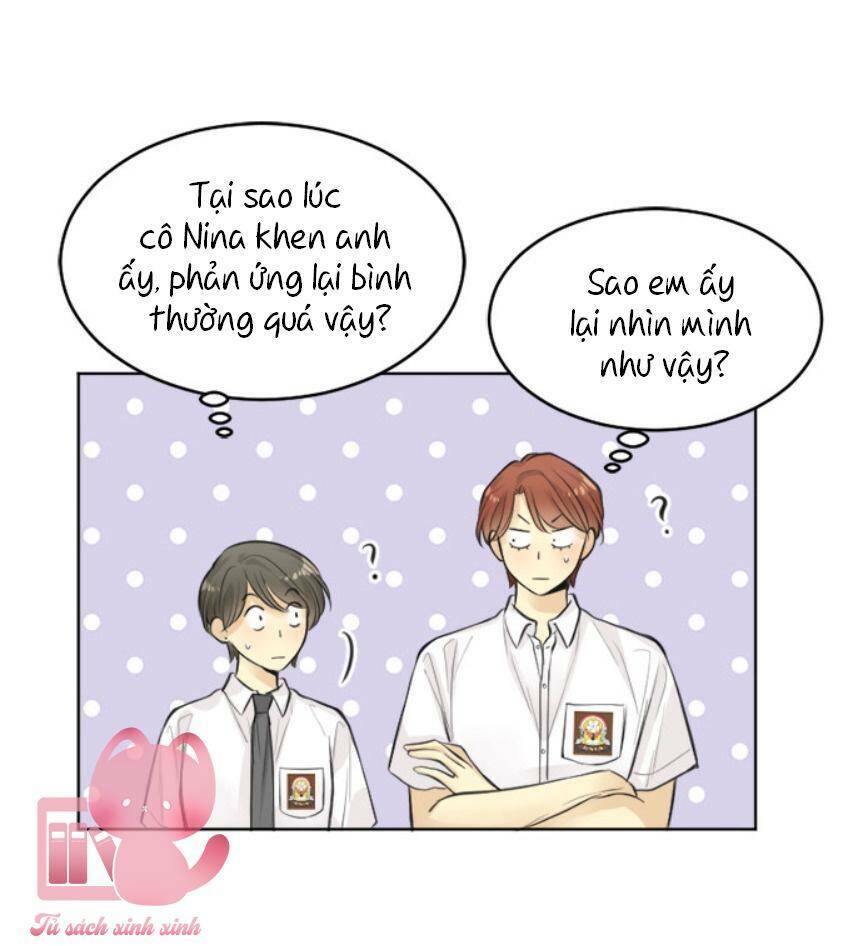 Tại sao lúc
cô Nina khen anh
ấy, phản ứng lại bình
thường quá vậy?
Sao em ấy
lại nhìn mình
như vậy?
?
?
Tủ sách xinh xinh